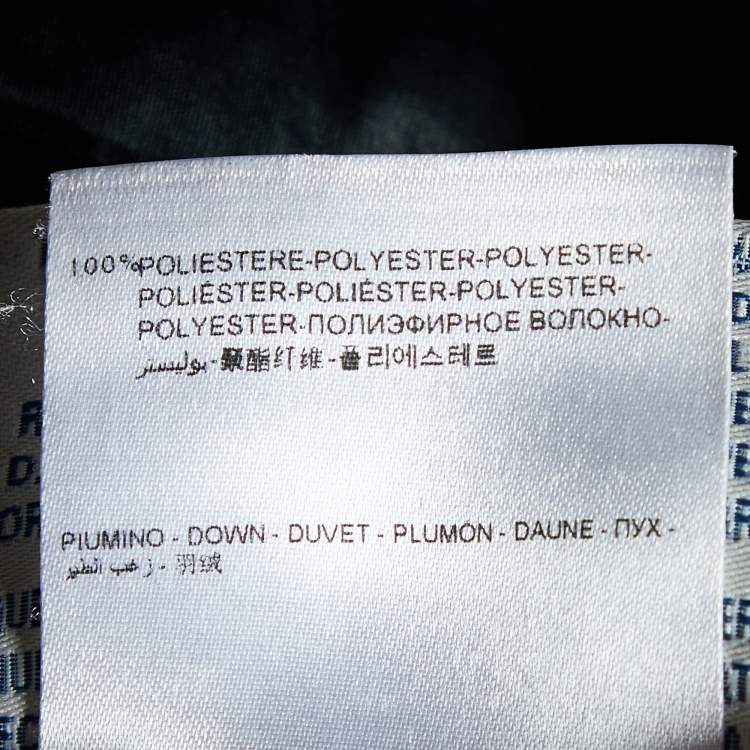 100%POLIESTERE-POLYESTER-POLYESTER-
POLIÉSTER-POLIÉSTER-POLYESTER-
POLYESTER-ПОЛИЭФИРНОЕ ВОЛОКНО-
بوليستر-聚酯纤维-폴리에스테르
PIUMINO - DOWN - DUVET - PLUMÓN - DAUNE - ПУХ -
زغب الطير - 羽绒